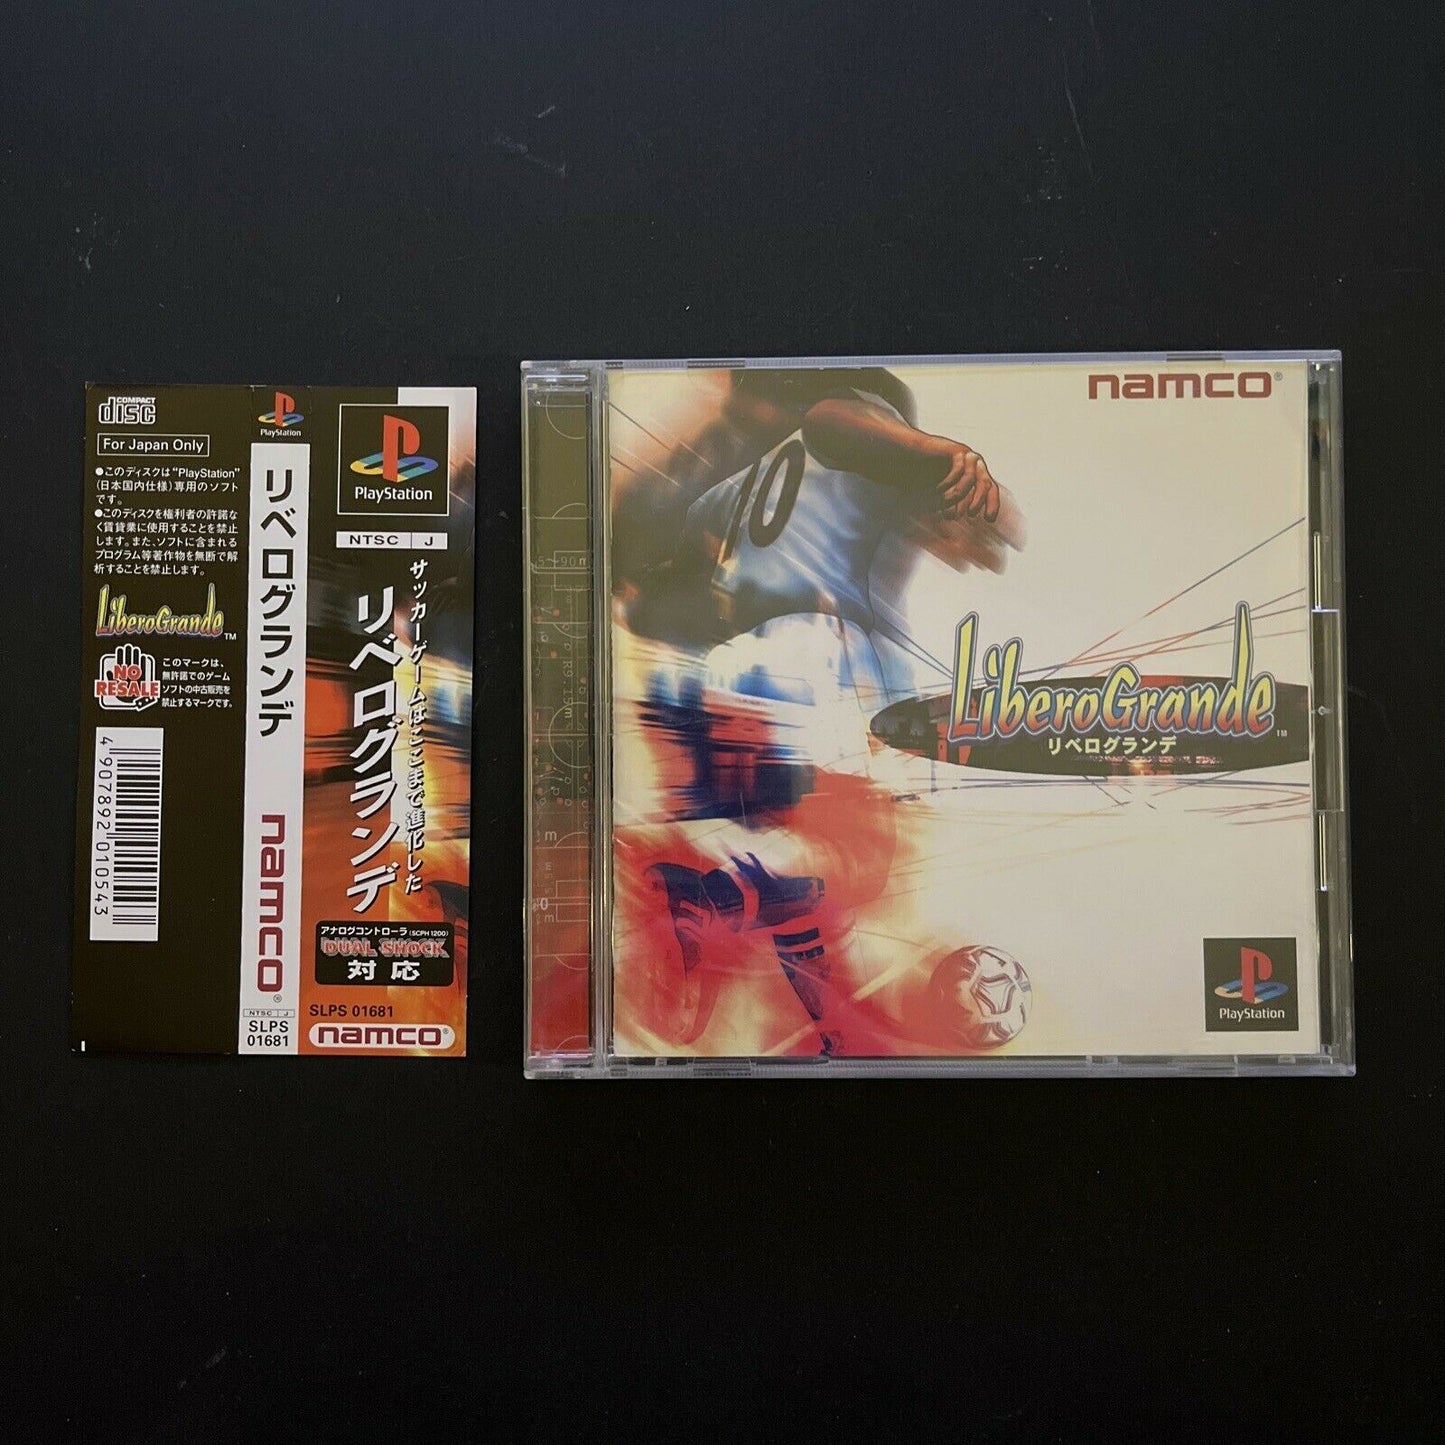 COMPACT
disc
For Japan Only
●このディスクは“PlayStation”
(日本国内仕様)専用のソフト
です。
●このディスクを権利者の許諾な
く賃貸業に使用することを禁止
します。また、ソフトに含まれる
プログラム等著作物を無断で解
析することを禁止します。
LiberoGrande™
NO
RESALE
このマークは、
無許諾でのゲーム
ソフトの中古販売を
禁止するマークです。
4907892010543
PlayStation
リベログランデ
namco®
NTSC J
SLPS
01681
PlayStation
NTSC J
サッカーゲームはここまで進化した
リベログランデ
アナログコントローラ(SCPH 1200)
DUAL SHOCK
対応
SLPS 01681
namco®
namco®
10
LiberoGrande™
リベログランデ
PlayStation